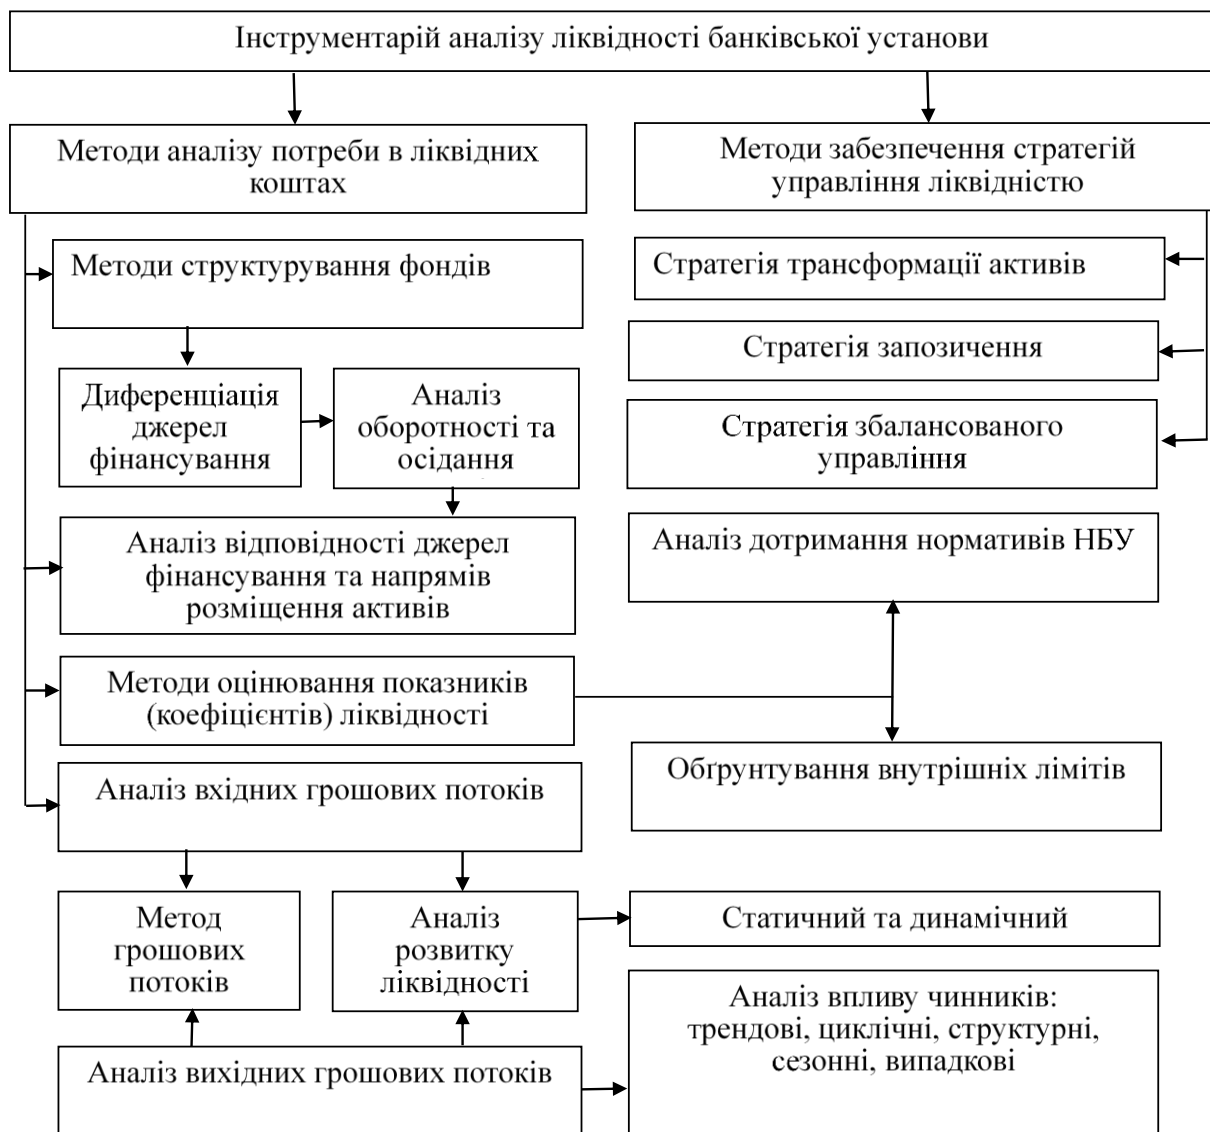 Інструментарій аналізу ліквідності банківської установи
Методи аналізу потреби в ліквідних
коштах
Методи забезпечення стратегій
управління ліквідністю
Методи структурування фондів
Стратегія трансформації активів
Стратегія запозичення
Диференціація
джерел
фінансування
Аналіз
оборотності та
осідання
Стратегія збалансованого
управління
Аналіз відповідності джерел
фінансування та напрямів
розміщення активів
Аналіз дотримання нормативів НБУ
Методи оцінювання показників
(коефіцієнтів) ліквідності
Обґрунтування внутрішніх лімітів
Аналіз вхідних грошових потоків
Метод
грошових
потоків
Аналіз
розвитку
ліквідності
Статичний та динамічний
Аналіз впливу чинників:
трендові, циклічні, структурні,
сезонні, випадкові
Аналіз вихідних грошових потоків